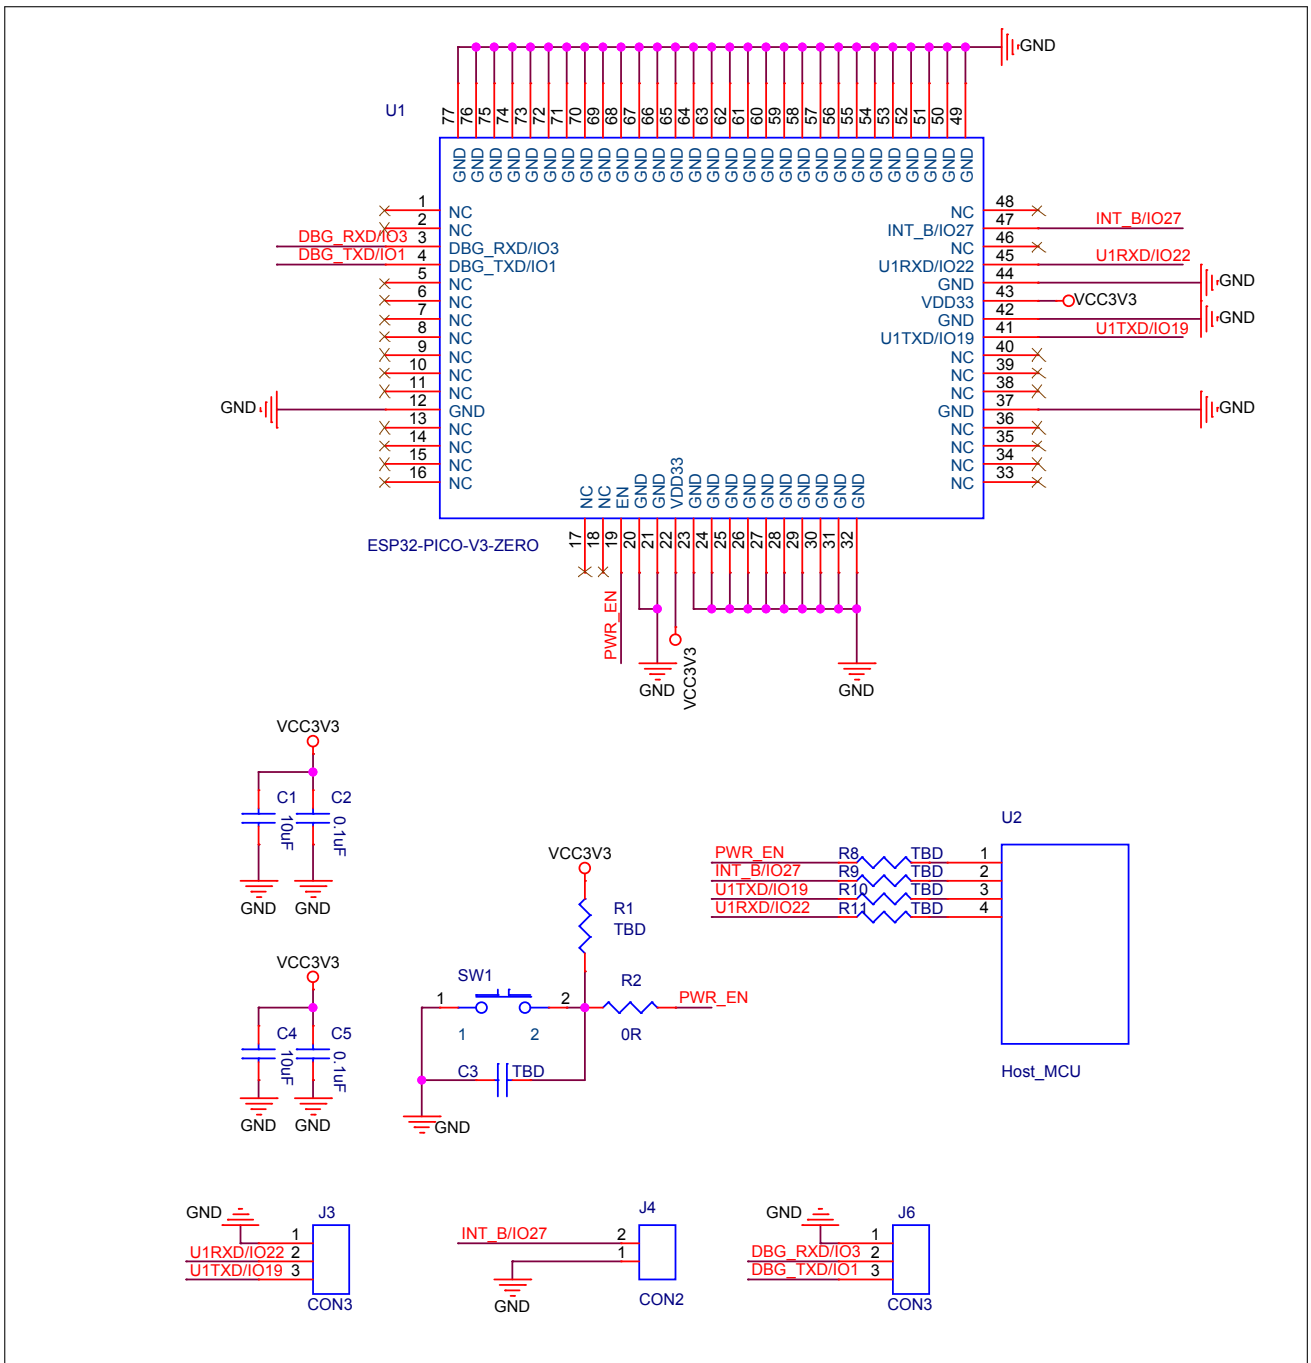 GND
U1
77 76 75 74 73 72 71 70 69 68 67 66 65 64 63 62 61 60 59 58 57 56 55 54 53 52 51 50 49
GND GND GND GND GND GND GND GND GND GND GND GND GND GND GND GND GND GND GND GND GND GND GND GND GND GND GND GND GND
1 NC
2 NC
DBG_RXD/IO3 3 DBG_RXD/IO3
DBG_TXD/IO1 4 DBG_TXD/IO1
5 NC
6 NC
7 NC
8 NC
9 NC
10 NC
11 NC
GND 12 GND
13 NC
14 NC
15 NC
16 NC
NC 48
INT_B/IO27 47 INT_B/IO27
NC 46
U1RXD/IO22 45 U1RXD/IO22
GND 44 GND
VDD33 43 VCC3V3
GND 42 GND
U1TXD/IO19 41 U1TXD/IO19
NC 40
NC 39
NC 38
GND 37 GND
NC 36
NC 35
NC 34
NC 33
NC NC EN GND GND VDD33 GND GND GND GND GND GND GND GND GND GND
17 18 19 20 21 22 23 24 25 26 27 28 29 30 31 32
ESP32-PICO-V3-ZERO
PWR_EN
GND
VCC3V3
GND
VCC3V3
C1 C2
10uF 0.1uF
GND GND
VCC3V3
C4 C5
10uF 0.1uF
GND GND
VCC3V3
R1
TBD
SW1
1 2
1 2
R2
0R
PWR_EN
C3 TBD
GND
U2
PWR_EN R8 TBD 1
INT_B/IO27 R9 TBD 2
U1TXD/IO19 R10 TBD 3
U1RXD/IO22 R11 TBD 4
Host_MCU
GND J3
1
U1RXD/IO22 2
U1TXD/IO19 3
CON3
J4
INT_B/IO27 2
1
GND
CON2
GND J6
1
DBG_RXD/IO3 2
DBG_TXD/IO1 3
CON3